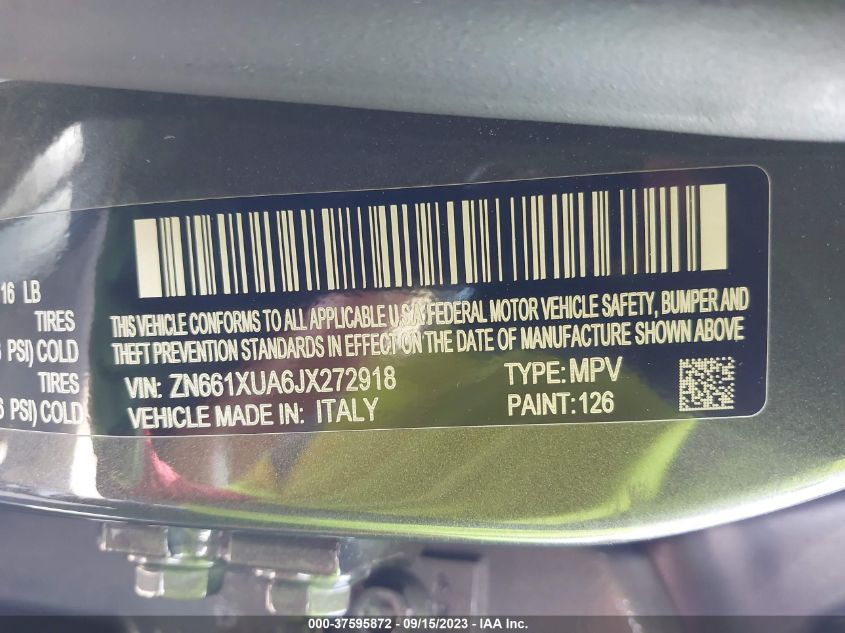 16 LB
TIRES
PSI) COLD
TIRES
PSI) COLD
THIS VEHICLE CONFORMS TO ALL APPLICABLE U.S.A. FEDERAL MOTOR VEHICLE SAFETY, BUMPER AND
THEFT PREVENTION STANDARDS IN EFFECT ON THE DATE OF MANUFACTURE SHOWN ABOVE
VIN: ZN661XUA6JX272918 TYPE: MPV
VEHICLE MADE IN: ITALY PAINT: 126
000-37595872 - 09/15/2023 - IAA Inc.